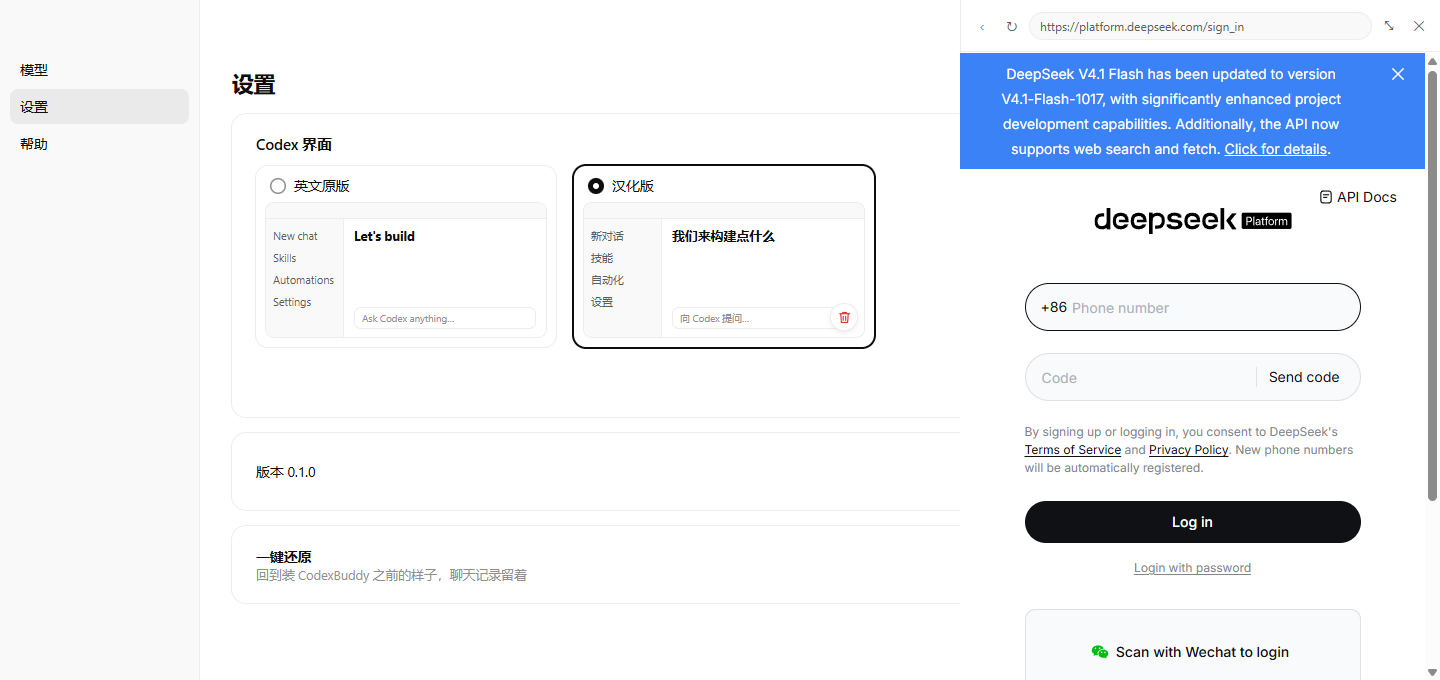 模型
设置
帮助
设置
Codex 界面
英文原版
New chat
Skills
Automations
Settings
Let's build
Ask Codex anything...
汉化版
新对话
技能
自动化
设置
我们来构建点什么
向 Codex 提问...
版本 0.1.0
一键还原
回到装 CodexBuddy 之前的样子，聊天记录留着
https://platform.deepseek.com/sign_in
DeepSeek V4.1 Flash has been updated to version
V4.1-Flash-1017, with significantly enhanced project
development capabilities. Additionally, the API now
supports web search and fetch. Click for details.
API Docs
deepseek Platform
+86 Phone number
Code
Send code
By signing up or logging in, you consent to DeepSeek's
Terms of Service and Privacy Policy. New phone numbers
will be automatically registered.
Log in
Login with password
Scan with Wechat to login